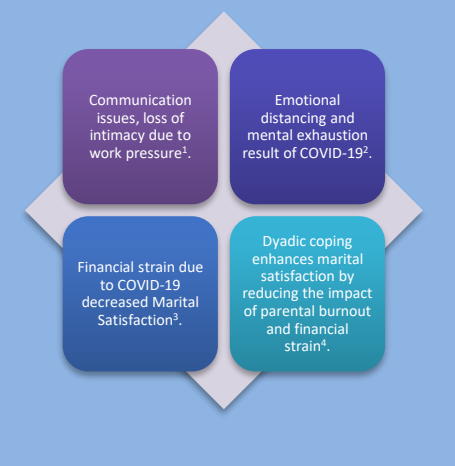 Communication
issues, loss of
intimacy due to
work pressure¹.
Emotional
distancing and
mental exhaustion
result of COVID-19².
Financial strain due
to COVID-19
decreased Marital
Satisfaction³.
Dyadic coping
enhances marital
satisfaction by
reducing the impact
of parental burnout
and financial
strain⁴.